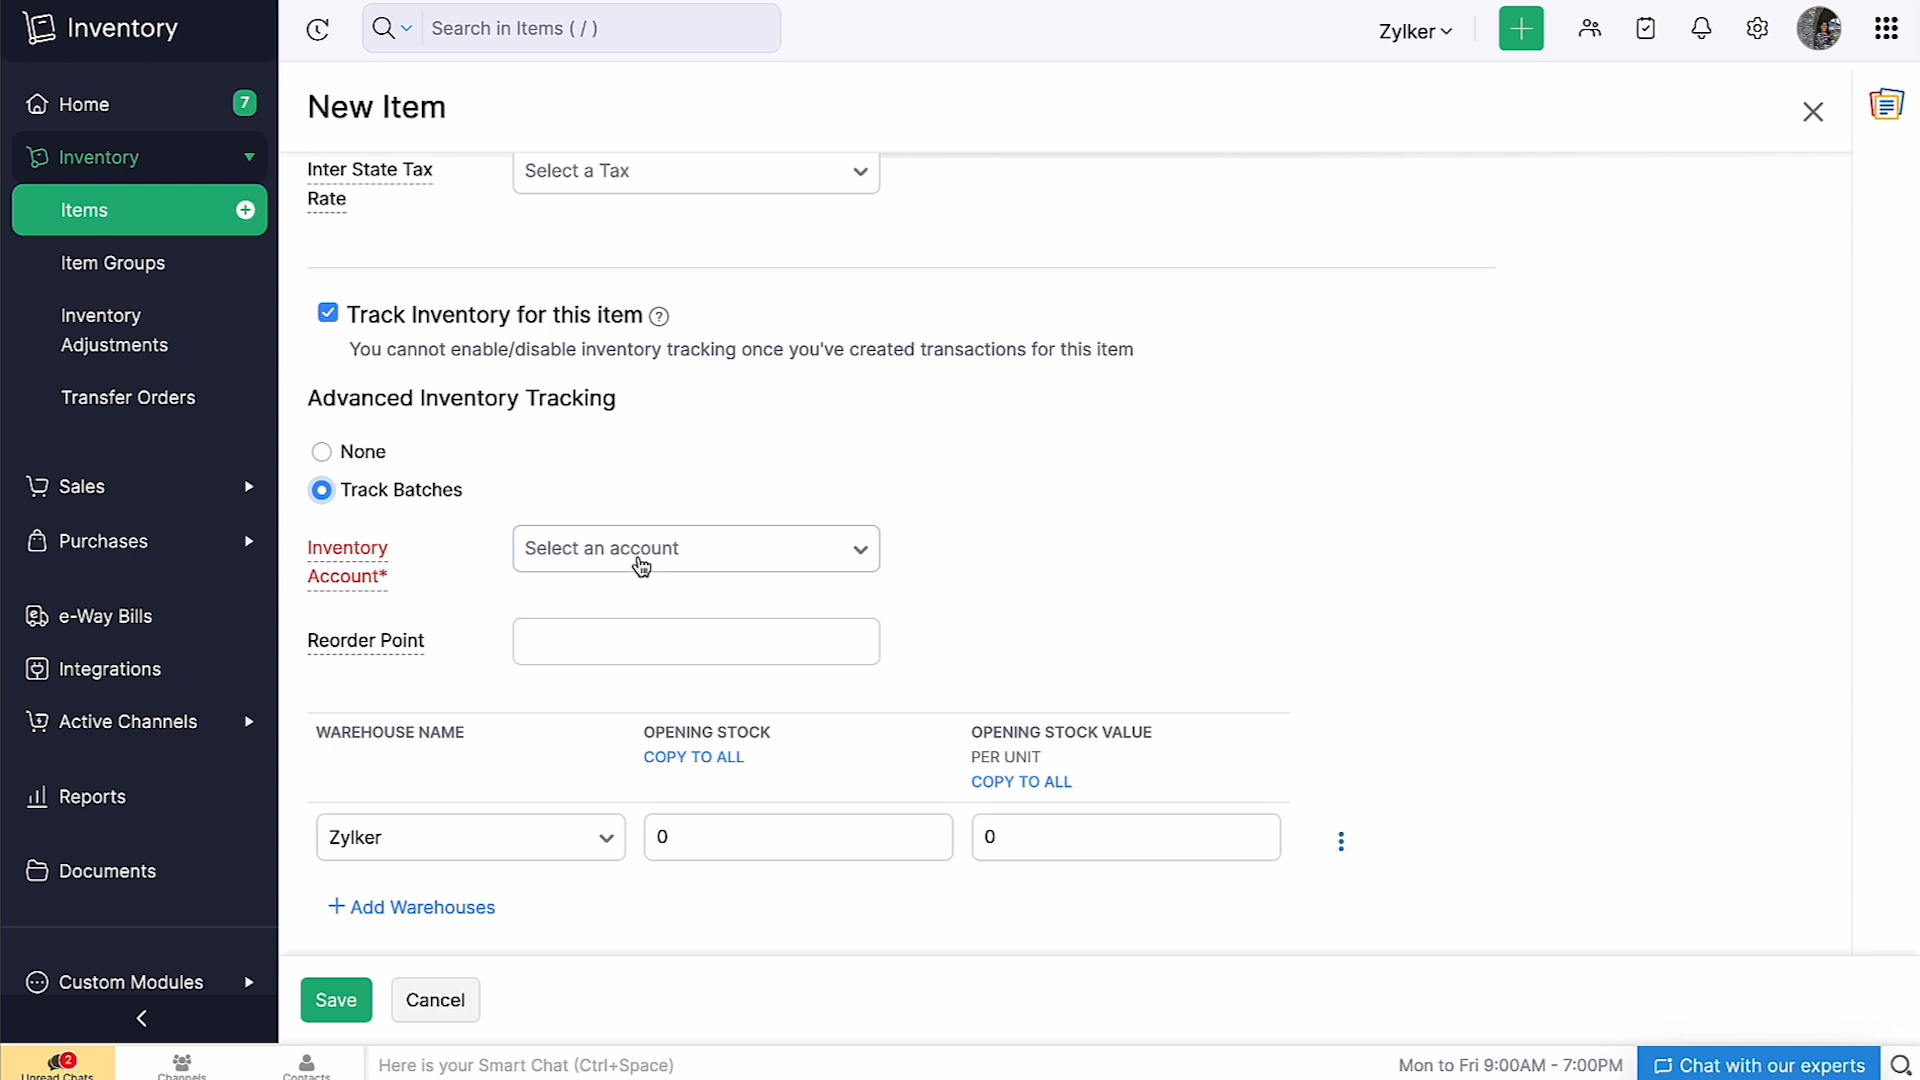 Inventory
Search in Items ( / )
Zylker
Home
7
Inventory
Items
Item Groups
Inventory
Adjustments
Transfer Orders
Sales
Purchases
e-Way Bills
Integrations
Active Channels
Reports
Documents
Custom Modules
New Item
Inter State Tax
Rate
Select a Tax
Track Inventory for this item ?
You cannot enable/disable inventory tracking once you've created transactions for this item
Advanced Inventory Tracking
None
Track Batches
Inventory
Account*
Select an account
Reorder Point
WAREHOUSE NAME
OPENING STOCK
COPY TO ALL
OPENING STOCK VALUE
PER UNIT
COPY TO ALL
Zylker
0
0
+ Add Warehouses
Save
Cancel
2
Unread Chats
Channels
Contacts
Here is your Smart Chat (Ctrl+Space)
Mon to Fri 9:00AM - 7:00PM
Chat with our experts